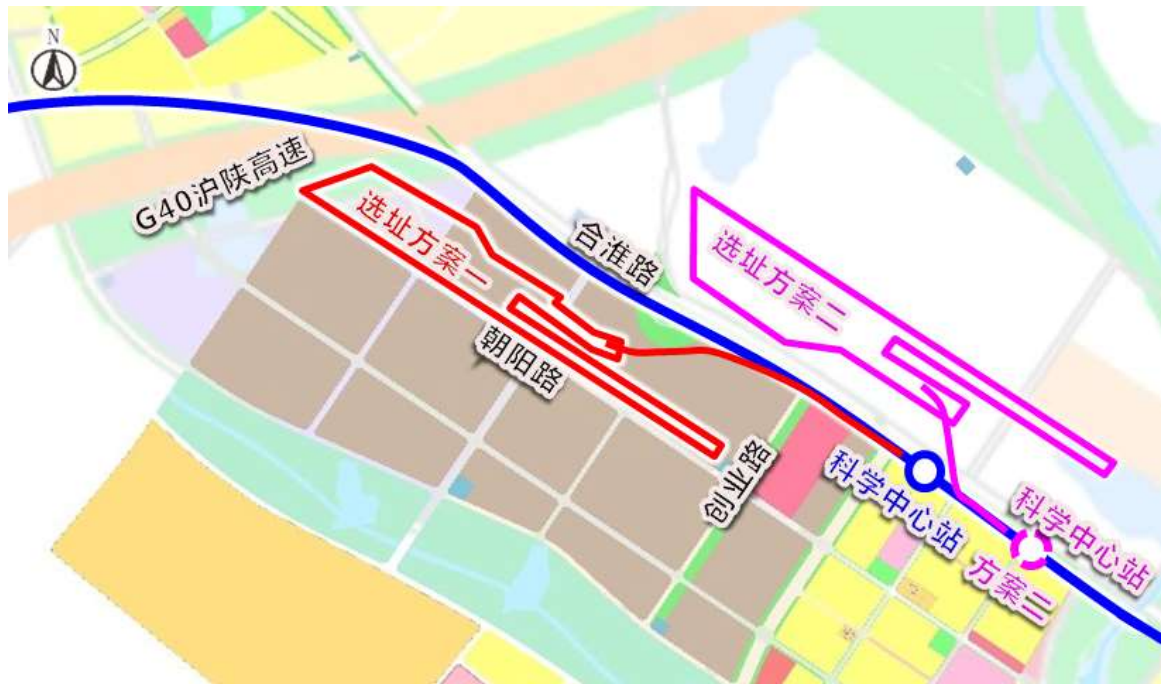 N
G40沪陕高速
选址方案一
合淮路
选址方案二
朝阳路
创业路
科学中心站
科学中心站
方案二